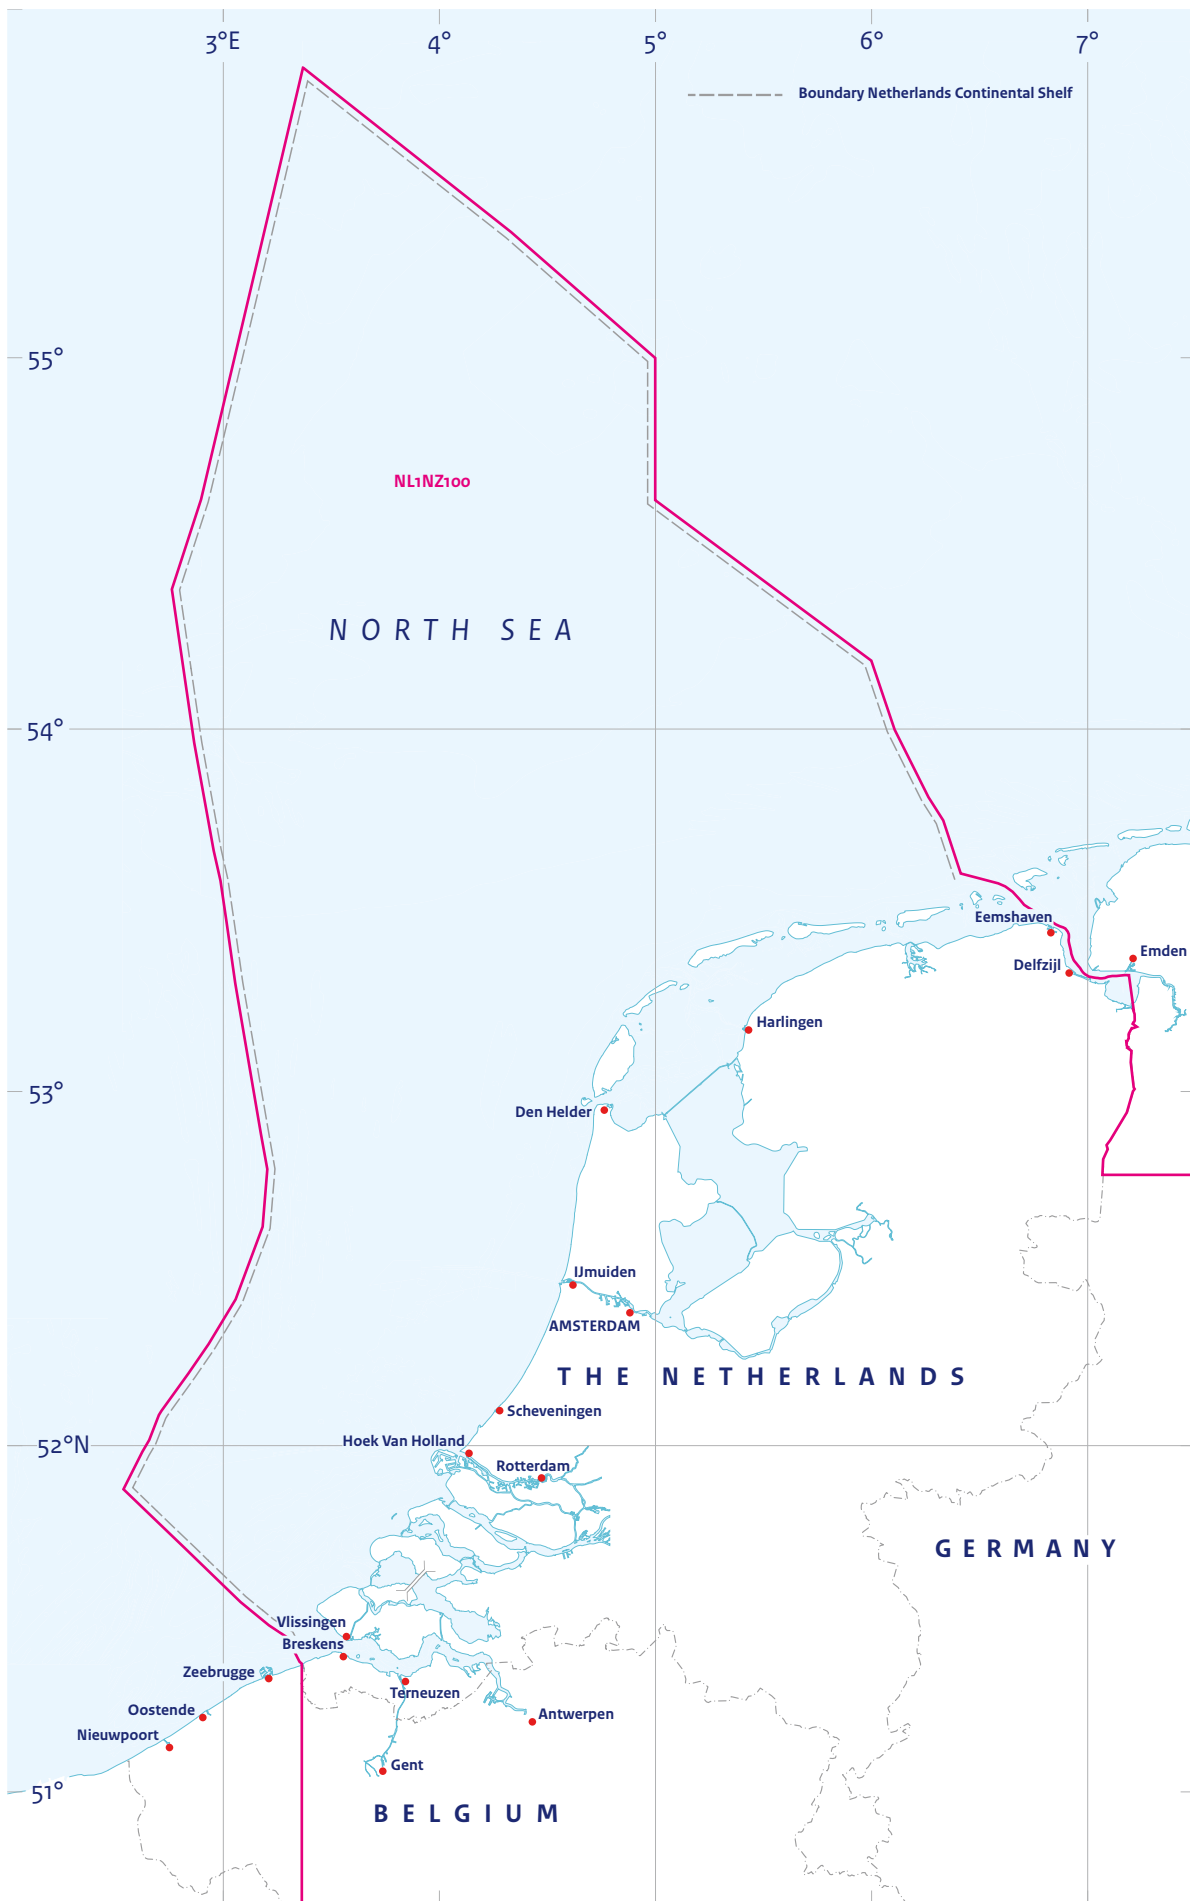 3°E 4° 5° 6° 7°
Boundary Netherlands Continental Shelf
55°
NL1NZ100
NORTH SEA
54°
Eemshaven
Emden
Delfzijl
Harlingen
53°
Den Helder
IJmuiden
AMSTERDAM
THE NETHERLANDS
Scheveningen
Hoek Van Holland
52°N
Rotterdam
GERMANY
Vlissingen
Breskens
Zeebrugge
Terneuzen
Oostende
Antwerpen
Nieuwpoort
Gent
51°
BELGIUM